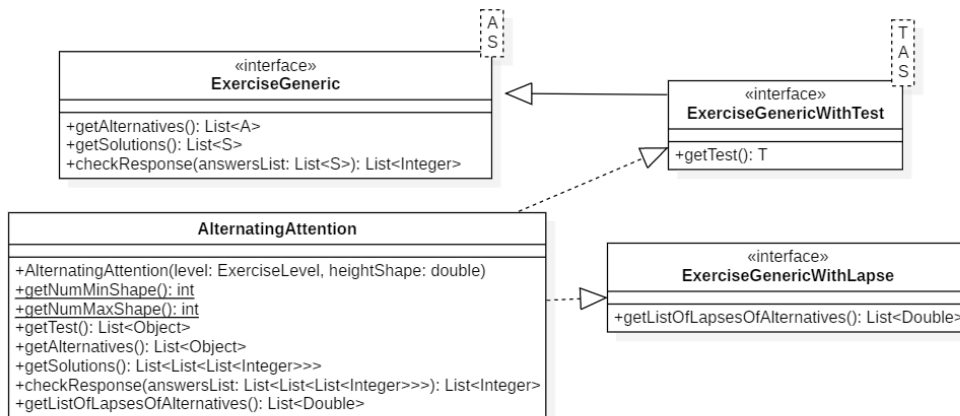 A
S
«interface»
ExerciseGeneric
+getAlternatives(): List<A>
+getSolutions(): List<S>
+checkResponse(answersList: List<S>): List<Integer>
T
A
S
«interface»
ExerciseGenericWithTest
+getTest(): T
AlternatingAttention
+AlternatingAttention(level: ExerciseLevel, heightShape: double)
+getNumMinShape(): int
+getNumMaxShape(): int
+getTest(): List<Object>
+getAlternatives(): List<Object>
+getSolutions(): List<List<List<Integer>>>
+checkResponse(answersList: List<List<List<Integer>>>): List<Integer>
+getListOfLapsesOfAlternatives(): List<Double>
«interface»
ExerciseGenericWithLapse
+getListOfLapsesOfAlternatives(): List<Double>